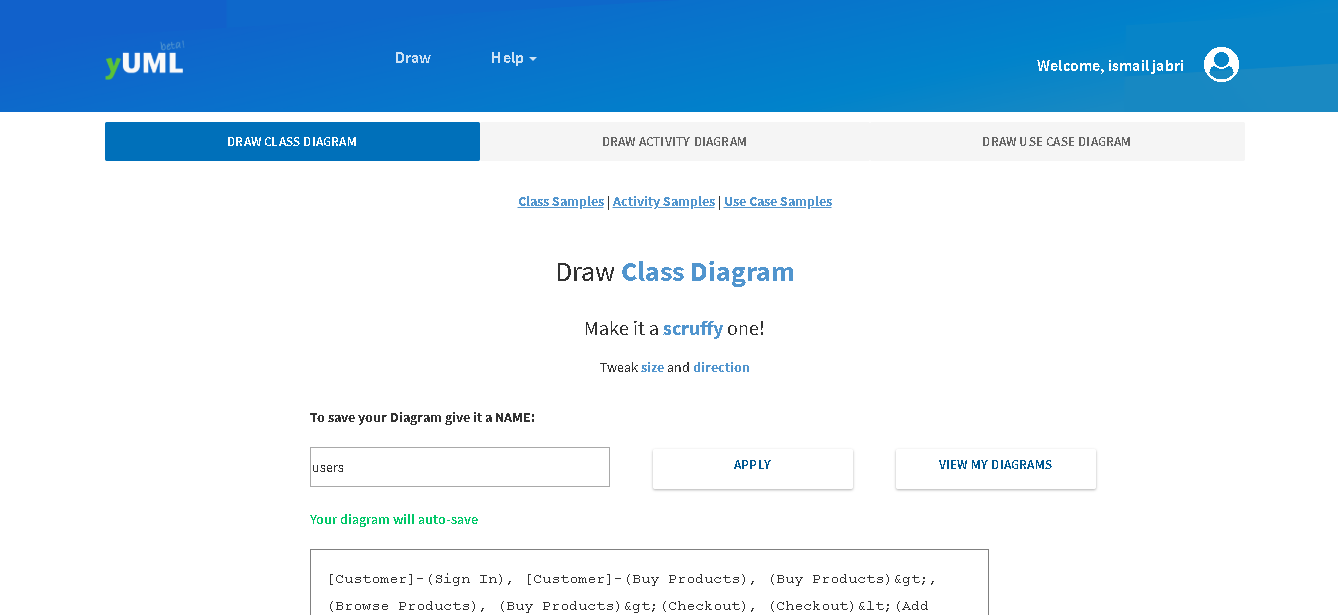 yUML beta!
Draw
Help
Welcome, ismail jabri
DRAW CLASS DIAGRAM
DRAW ACTIVITY DIAGRAM
DRAW USE CASE DIAGRAM
Class Samples | Activity Samples | Use Case Samples
Draw Class Diagram
Make it a scruffy one!
Tweak size and direction
To save your Diagram give it a NAME:
users
APPLY
VIEW MY DIAGRAMS
Your diagram will auto-save
[Customer]-(Sign In), [Customer]-(Buy Products), (Buy Products)&gt;,
(Browse Products), (Buy Products)&gt;(Checkout), (Checkout)&lt;(Add